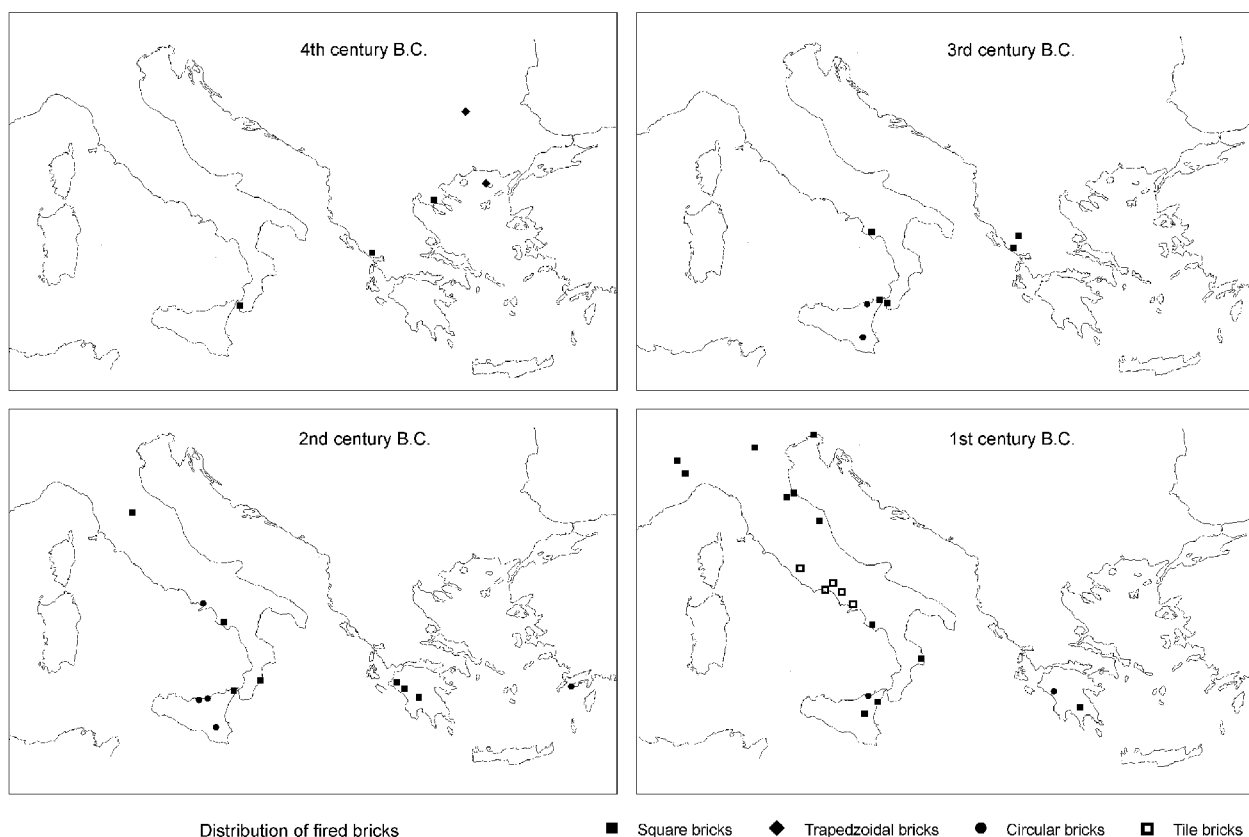 4th century B.C.
3rd century B.C.
2nd century B.C.
1st century B.C.
Distribution of fired bricks
Square bricks
Trapedzoidal bricks
Circular bricks
Tile bricks